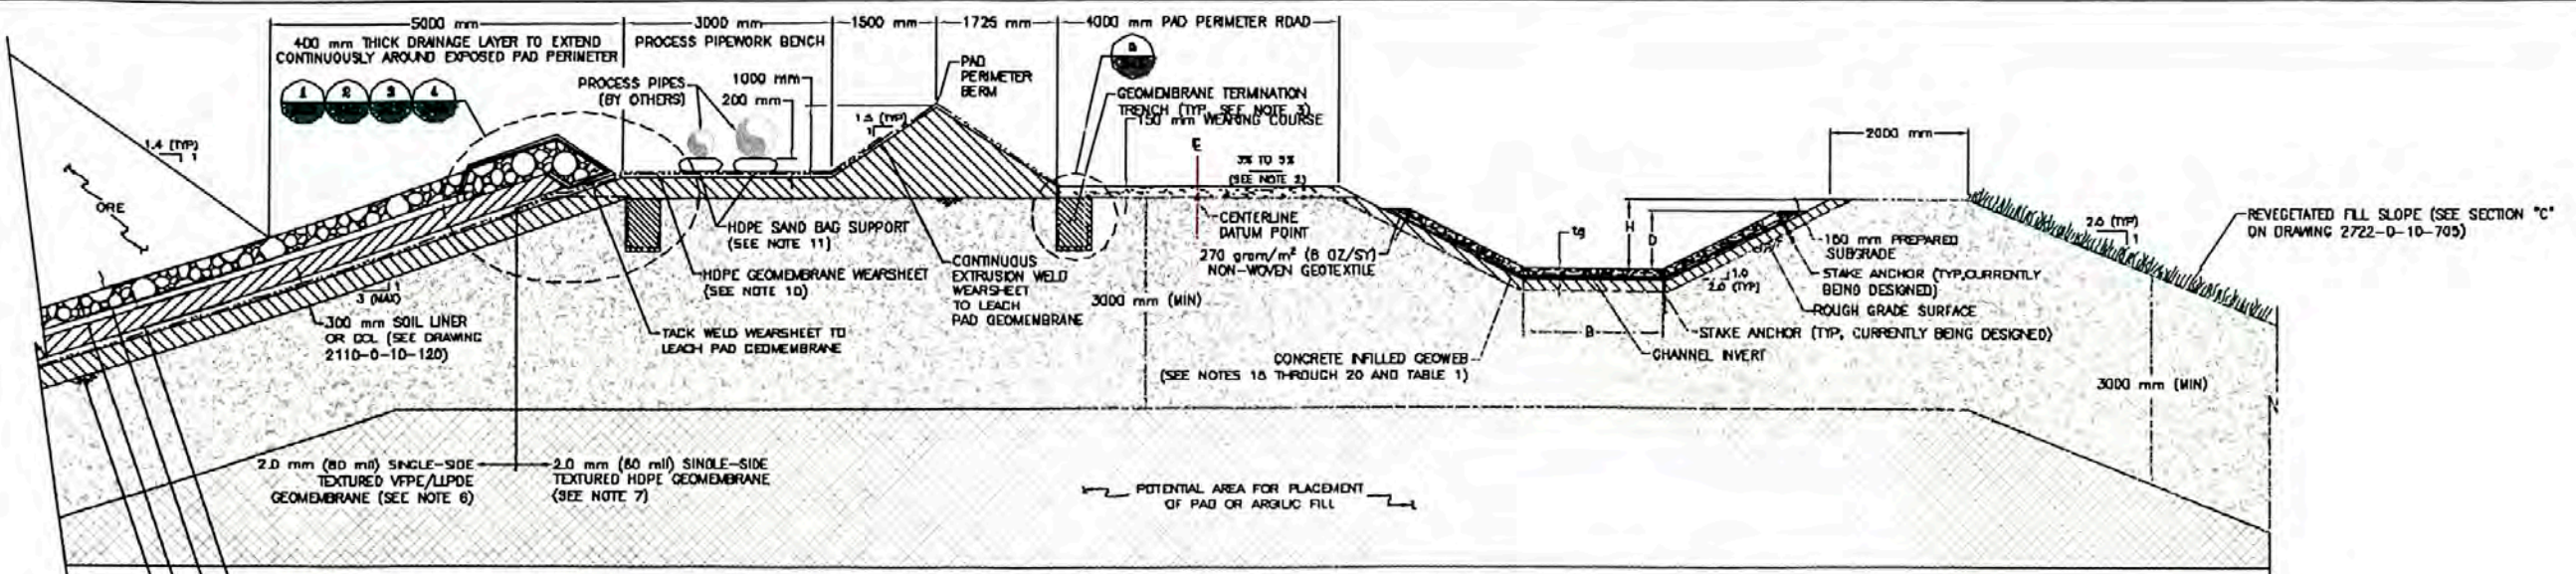 5000 mm
3000 mm
1500 mm
1725 mm
4000 mm PAD PERIMETER ROAD
400 mm THICK DRAINAGE LAYER TO EXTEND
CONTINUOUSLY AROUND EXPOSED PAD PERIMETER
PROCESS PIPEWORK BENCH
1 2 3 4
PROCESS PIPES
(BY OTHERS)
1000 mm
200 mm
PAD
PERIMETER
BERM
GEOMEMBRANE TERMINATION
TRENCH (TYP, SEE NOTE 3)
150 mm WEARING COURSE
1.5 (TYP)
1
1.4 (TYP)
1
ORE
E
3% TO 5%
(SEE NOTE 2)
2000 mm
CENTERLINE
DATUM POINT
270 gram/m² (8 OZ/SY)
NON-WOVEN GEOTEXTILE
tg
H
D
2.0 (TYP)
1
REVEGETATED FILL SLOPE (SEE SECTION "C"
ON DRAWING 2722-0-10-705)
150 mm PREPARED
SUBGRADE
STAKE ANCHOR (TYP,CURRENTLY
BEING DESIGNED)
ROUGH GRADE SURFACE
1.0
2.0 (TYP)
STAKE ANCHOR (TYP, CURRENTLY BEING DESIGNED)
CHANNEL INVERT
B
HDPE SAND BAG SUPPORT
(SEE NOTE 11)
HDPE GEOMEMBRANE WEARSHEET
(SEE NOTE 10)
CONTINUOUS
EXTRUSION WELD
WEARSHEET
TO LEACH
PAD GEOMEMBRANE
3000 mm (MIN)
1
3 (MAX)
300 mm SOIL LINER
OR GCL (SEE DRAWING
2110-0-10-120)
TACK WELD WEARSHEET TO
LEACH PAD GEOMEMBRANE
CONCRETE INFILLED GEOWEB
(SEE NOTES 18 THROUGH 20 AND TABLE 1)
3000 mm (MIN)
2.0 mm (80 mil) SINGLE-SIDE
TEXTURED VFPE/LLPDE
GEOMEMBRANE (SEE NOTE 6)
2.0 mm (80 mil) SINGLE-SIDE
TEXTURED HDPE GEOMEMBRANE
(SEE NOTE 7)
POTENTIAL AREA FOR PLACEMENT
OF PAD OR ARGILIC FILL